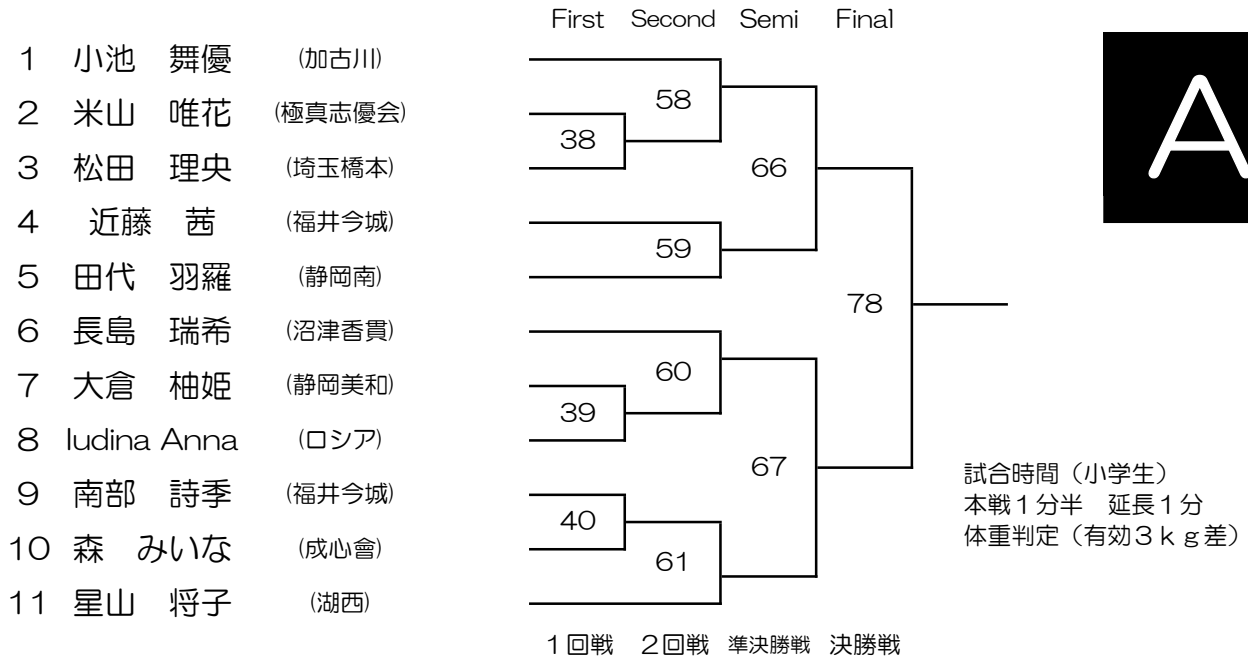 First Second Semi Final
A
1 小池　舞優 (加古川)
2 米山　唯花 (極真志優会)
3 松田　理央 (埼玉橋本)
4 近藤　茜 (福井今城)
5 田代　羽羅 (静岡南)
6 長島　瑞希 (沼津香貫)
7 大倉　柚姫 (静岡美和)
8 Iudina Anna (ロシア)
9 南部　詩季 (福井今城)
10 森　みいな (成心會)
11 星山　将子 (湖西)
58
38
66
59
78
60
39
67
40
61
試合時間（小学生）
本戦１分半　延長１分
体重判定（有効３ｋｇ差）
１回戦 ２回戦 準決勝戦 決勝戦